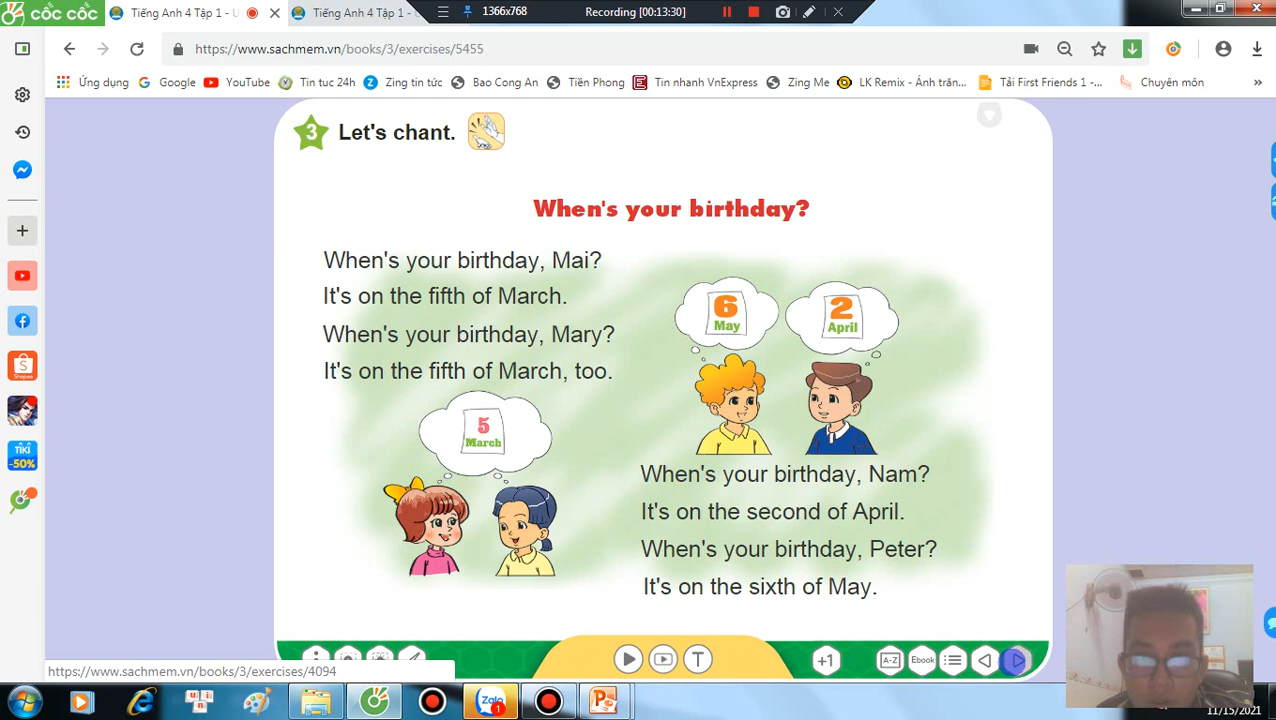 cốc cốc
Tiếng Anh 4 Tập 1 - U
Tiếng Anh 4 Tập 1 - U
1366x768
Recording [00:13:30]
https://www.sachmem.vn/books/3/exercises/5455
Ứng dụng
Google
YouTube
Tin tuc 24h
Zing tin tức
Bao Cong An
Tiền Phong
Tin nhanh VnExpress
Zing Me
LK Remix - Ảnh trăn...
Tải First Friends 1 -...
Chuyên môn
»
3 Let's chant.
When's your birthday?
When's your birthday, Mai?
It's on the fifth of March.
When's your birthday, Mary?
It's on the fifth of March, too.
5
March
6
May
2
April
When's your birthday, Nam?
It's on the second of April.
When's your birthday, Peter?
It's on the sixth of May.
Shopee
TIKI
-50%
T
+1
A-Z
Ebook
https://www.sachmem.vn/books/3/exercises/4094
Zalo
1
11/15/2021